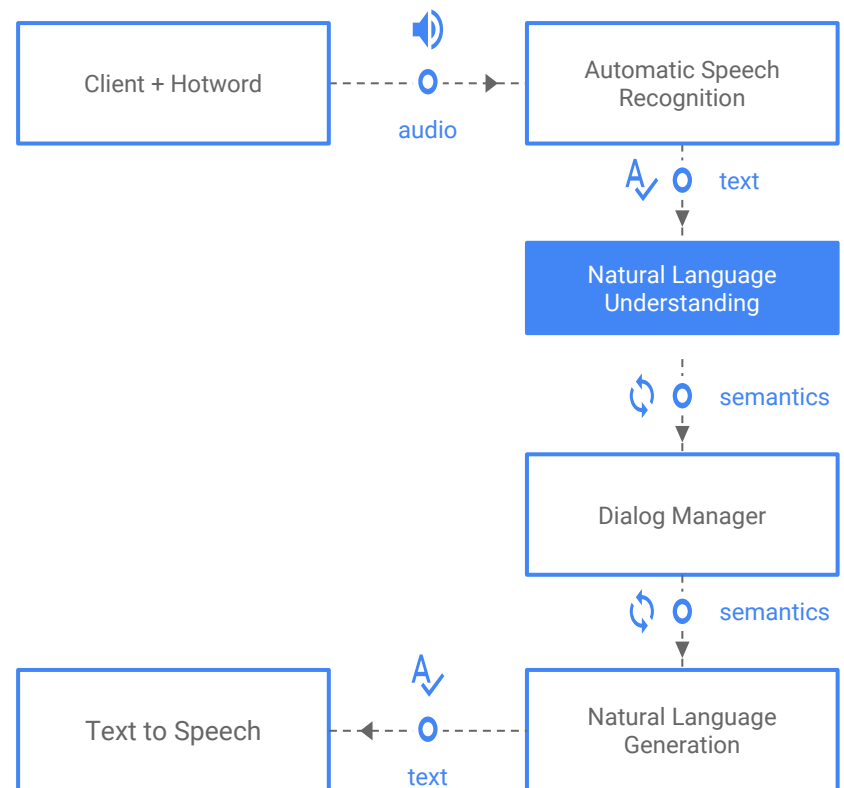 Client + Hotword
audio
Automatic Speech
Recognition
text
Natural Language
Understanding
semantics
Dialog Manager
semantics
Natural Language
Generation
text
Text to Speech